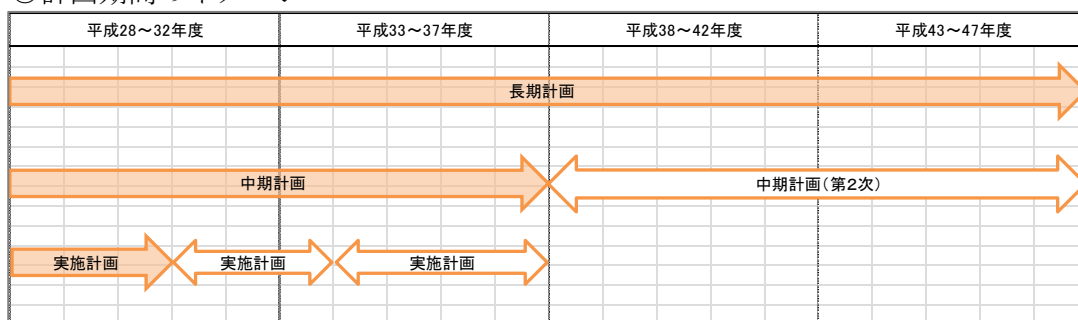 平成28～32年度 平成33～37年度 平成38～42年度 平成43～47年度
長期計画
中期計画 中期計画(第2次)
実施計画 実施計画 実施計画